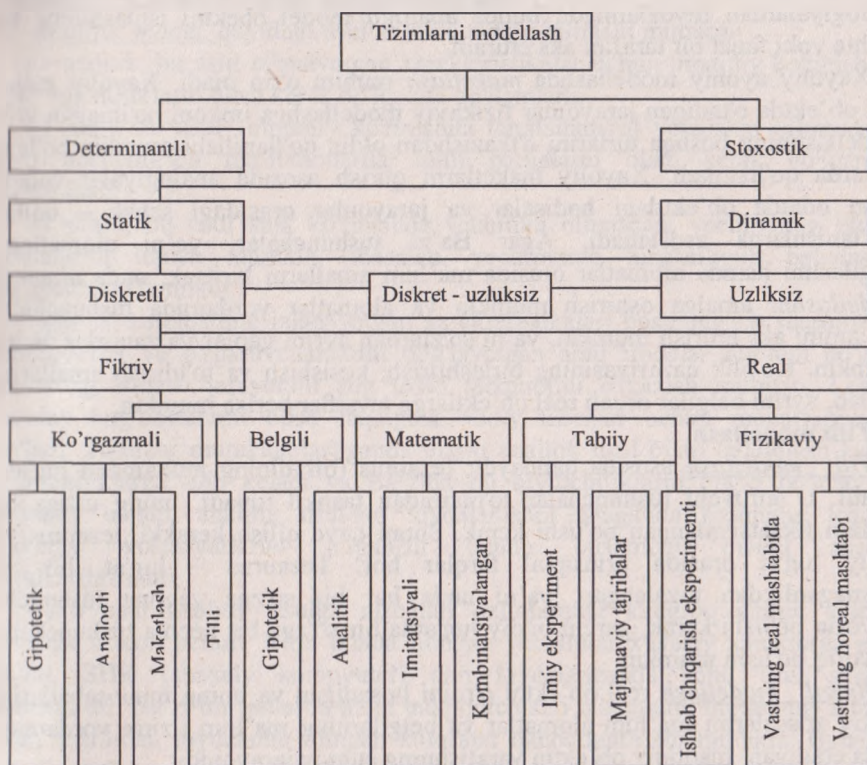 Tizimlarni modellash
Determinantli
Stoxostik
Statik
Dinamik
Diskretli
Diskret - uzluksiz
Uzliksiz
Fikriy
Real
Ko’rgazmali
Belgili
Matematik
Tabiiy
Fizikaviy
Gipotetik
Analogli
Maketlash
Tilli
Gipotetik
Analitik
Imitatsiyali
Kombinatsiyalangan
Ilmiy eksperiment
Majmuaviy tajribalar
Ishlab chiqarish eksperimenti
Vastning real mashtabida
Vastning noreal mashtabi